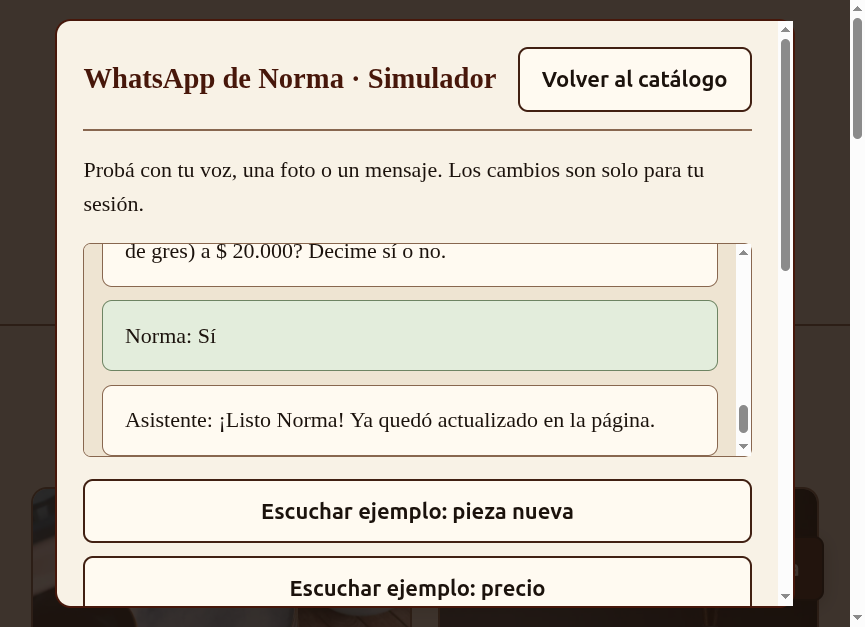 WhatsApp de Norma · Simulador
Volver al catálogo
Probá con tu voz, una foto o un mensaje. Los cambios son solo para tu
sesión.
de gres) a $ 20.000? Decime sí o no.
Norma: Sí
Asistente: ¡Listo Norma! Ya quedó actualizado en la página.
Escuchar ejemplo: pieza nueva
Escuchar ejemplo: precio